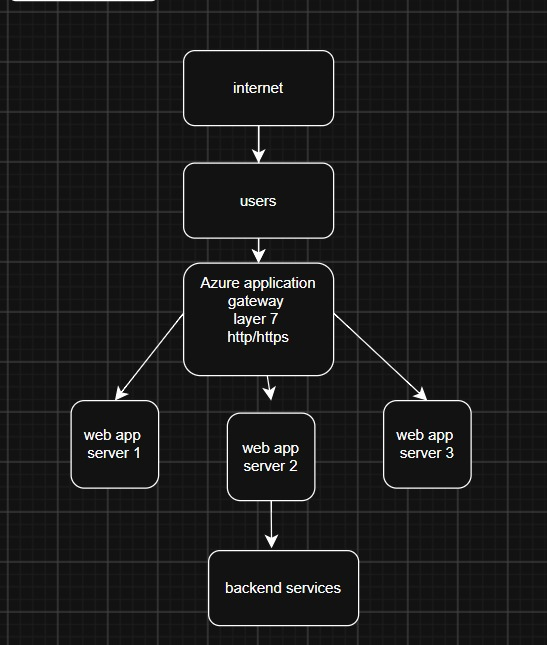 internet
users
Azure application
gateway
layer 7
http/https
web app
server 1
web app
server 2
web app
server 3
backend services